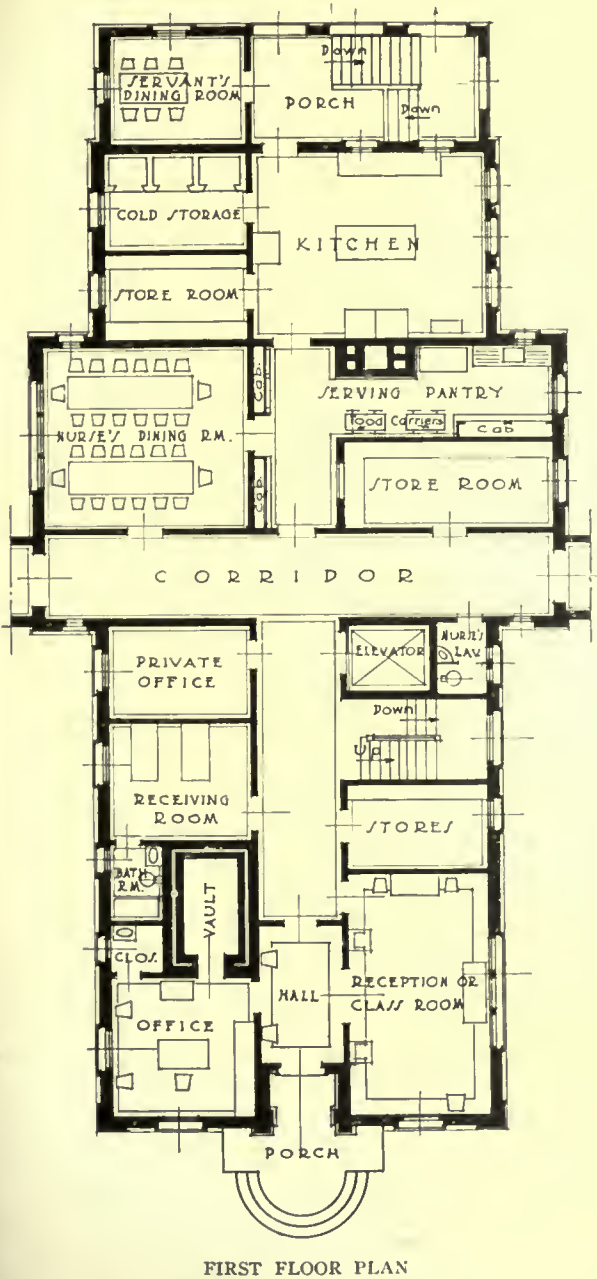 Down
SERVANT'S
DINING ROOM
PORCH
Down
COLD STORAGE
KITCHEN
STORE ROOM
Cab.
SERVING PANTRY
Food Carriers
Cab
NURSE'S DINING RM.
Cab.
STORE ROOM
CORRIDOR
PRIVATE
OFFICE
ELEVATOR
NURSE'S
LAV.
Down
Up
RECEIVING
ROOM
STORES
BATH
RM.
VAULT
CLOS.
HALL
RECEPTION OR
CLASS ROOM
OFFICE
PORCH
FIRST FLOOR PLAN